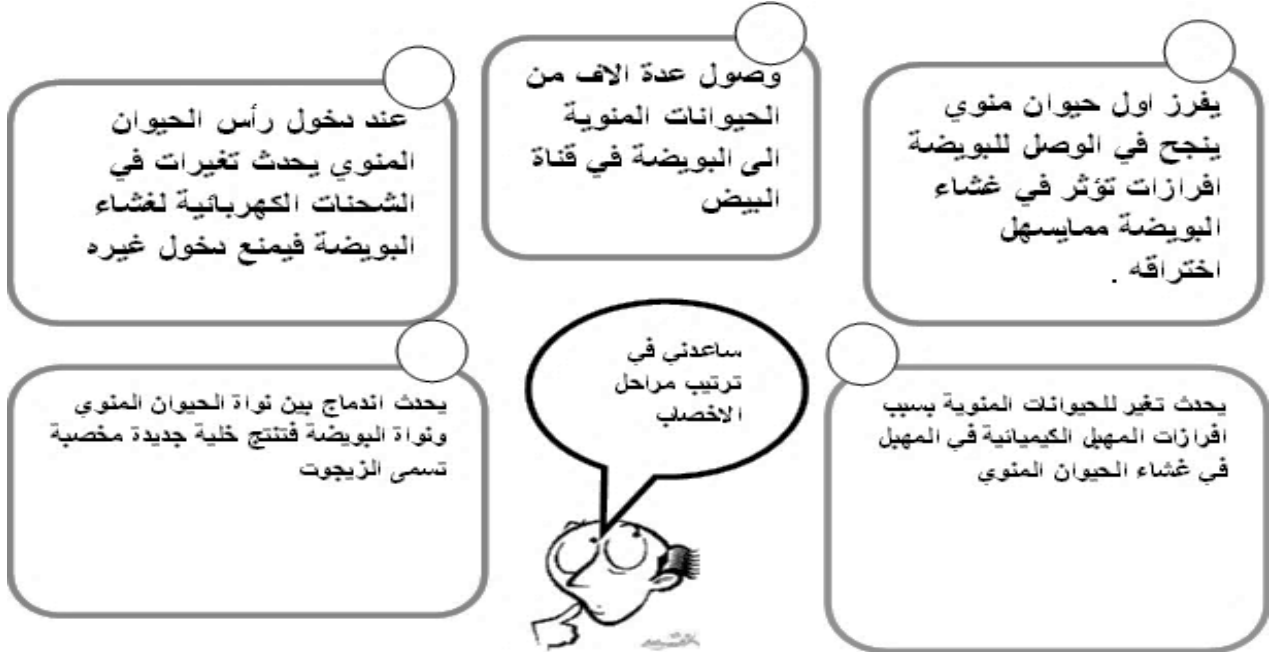 يفرز اول حيوان منوي
ينجح في الوصل للبويضة
افرازات تؤثر في غشاء
البويضة ممايسهل
اختراقه .
وصول عدة الاف من
الحيوانات المنوية
الى البويضة في قناة
البيض
عند دخول رأس الحيوان
المنوي يحدث تغيرات في
الشحنات الكهربائية لغشاء
البويضة فيمنع دخول غيره
يحدث تغير للحيوانات المنوية بسبب
افرازات المهبل الكيميائية في المهبل
في غشاء الحيوان المنوي
ساعدني في
ترتيب مراحل
الاخصاب
يحدث اندماج بين نواة الحيوان المنوي
ونواة البويضة فتنتج خلية جديدة مخصبة
تسمى الزيجوت